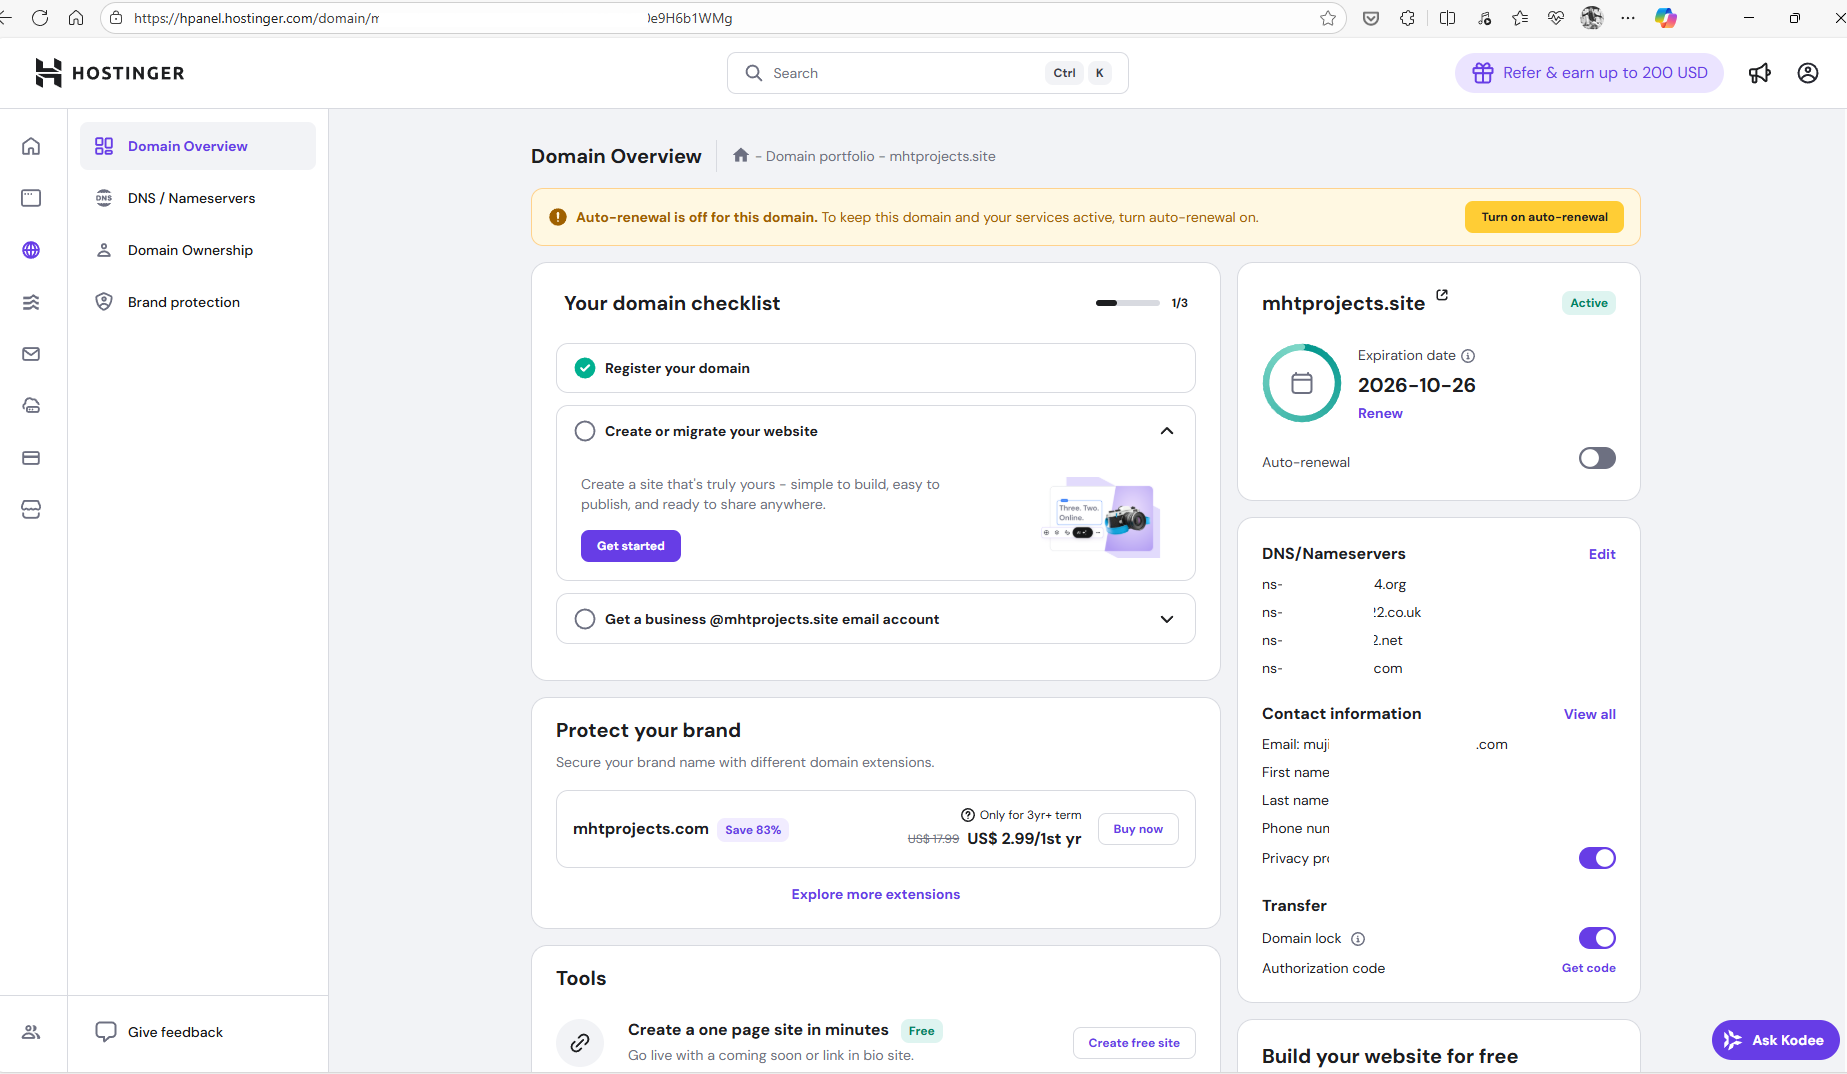 https://hpanel.hostinger.com/domain/m
0e9H6b1WMg
HOSTINGER
Search
Ctrl
K
Refer & earn up to 200 USD
Domain Overview
DNS / Nameservers
Domain Ownership
Brand protection
Give feedback
Domain Overview
- Domain portfolio - mhtprojects.site
Auto-renewal is off for this domain. To keep this domain and your services active, turn auto-renewal on.
Turn on auto-renewal
Your domain checklist
1/3
Register your domain
Create or migrate your website
Create a site that's truly yours - simple to build, easy to
publish, and ready to share anywhere.
Get started
Three. Two.
Online.
Get a business @mhtprojects.site email account
Protect your brand
Secure your brand name with different domain extensions.
mhtprojects.com
Save 83%
Only for 3yr+ term
US$ 17.99 US$ 2.99/1st yr
Buy now
Explore more extensions
Tools
Create a one page site in minutes
Free
Go live with a coming soon or link in bio site.
Create free site
mhtprojects.site
Active
Expiration date
2026-10-26
Renew
Auto-renewal
DNS/Nameservers
Edit
ns- 4.org
ns- 22.co.uk
ns- 2.net
ns- com
Contact information
View all
Email: muji .com
First name
Last name
Phone num
Privacy pro
Transfer
Domain lock
Authorization code
Get code
Build your website for free
Ask Kodee